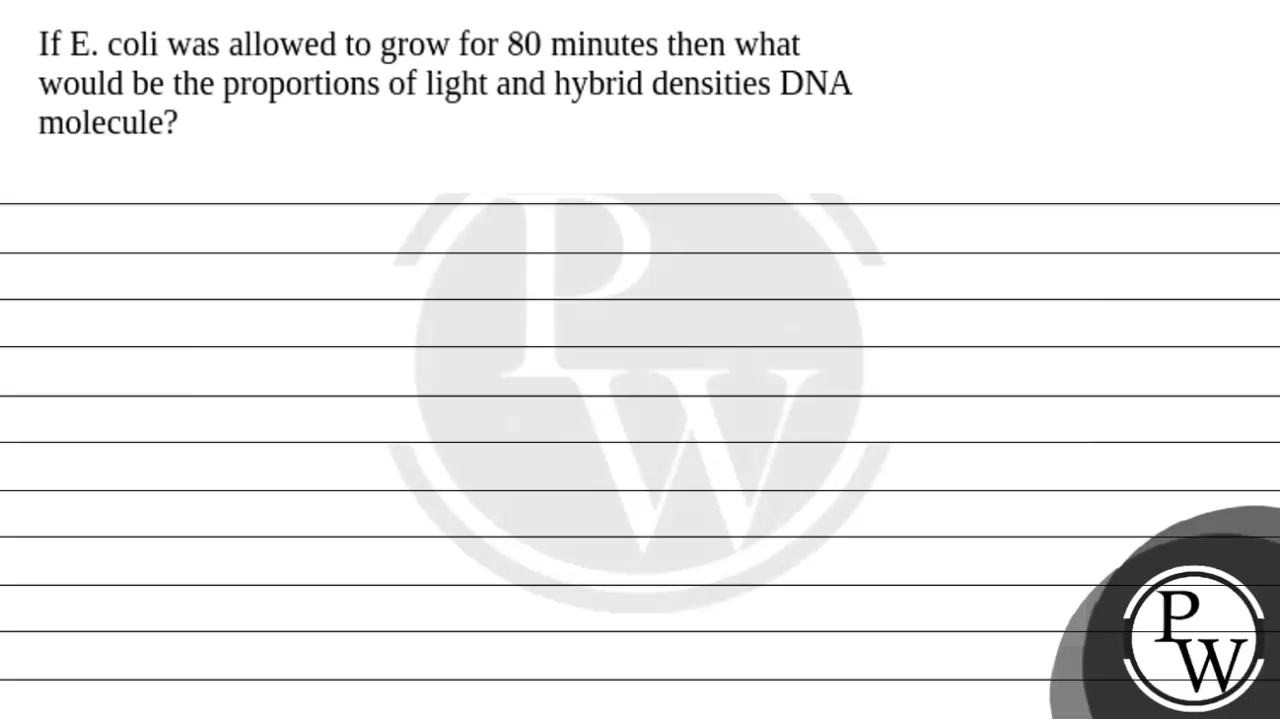 If E. coli was allowed to grow for 80 minutes then what
would be the proportions of light and hybrid densities DNA
molecule?
P
W
P
W